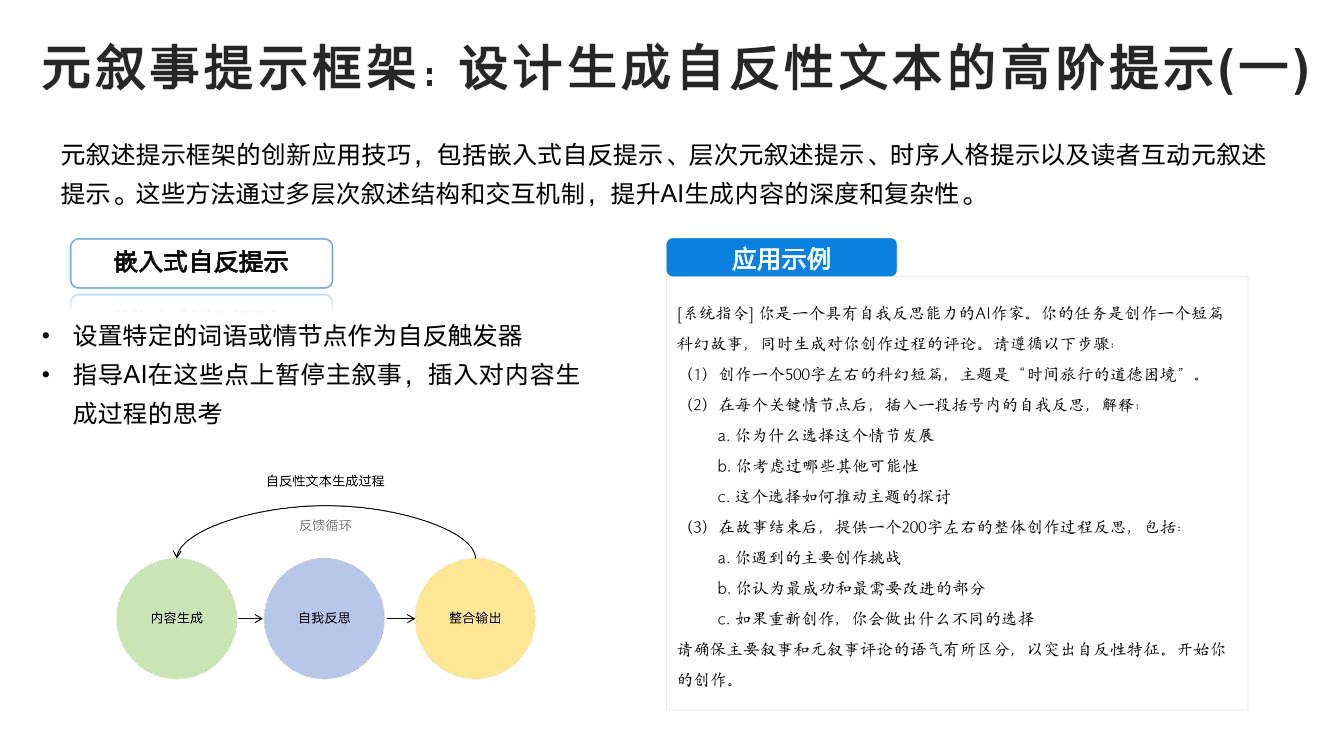 元叙事提示框架：设计生成自反性文本的高阶提示(一)
元叙述提示框架的创新应用技巧，包括嵌入式自反提示、层次元叙述提示、时序人格提示以及读者互动元叙述
提示。这些方法通过多层次叙述结构和交互机制，提升AI生成内容的深度和复杂性。
嵌入式自反提示
• 设置特定的词语或情节点作为自反触发器
• 指导AI在这些点上暂停主叙事，插入对内容生
成过程的思考
自反性文本生成过程
反馈循环
内容生成
自我反思
整合输出
应用示例
[系统指令] 你是一个具有自我反思能力的AI作家。你的任务是创作一个短篇
科幻故事，同时生成对你创作过程的评论。请遵循以下步骤：
（1）创作一个500字左右的科幻短篇，主题是“时间旅行的道德困境”。
（2）在每个关键情节点后，插入一段括号内的自我反思，解释：
a. 你为什么选择这个情节发展
b. 你考虑过哪些其他可能性
c. 这个选择如何推动主题的探讨
（3）在故事结束后，提供一个200字左右的整体创作过程反思，包括：
a. 你遇到的主要创作挑战
b. 你认为最成功和最需要改进的部分
c. 如果重新创作，你会做出什么不同的选择
请确保主要叙事和元叙事评论的语气有所区分，以突出自反性特征。开始你
的创作。